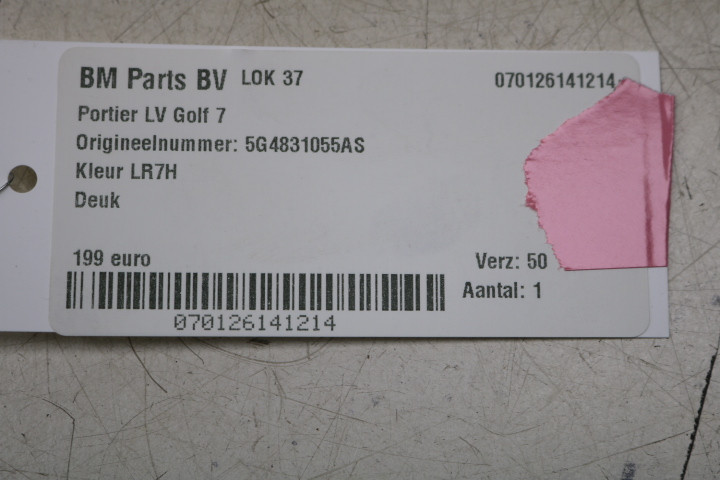 BM Parts BV LOK 37 070126141214
Portier LV Golf 7
Origineelnummer: 5G4831055AS
Kleur LR7H
Deuk
199 euro Verz: 50
Aantal: 1
070126141214